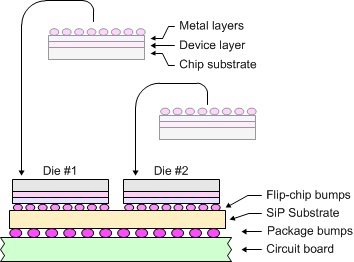 Metal layers
Device layer
Chip substrate
Die #1
Die #2
Flip-chip bumps
SiP Substrate
Package bumps
Circuit board